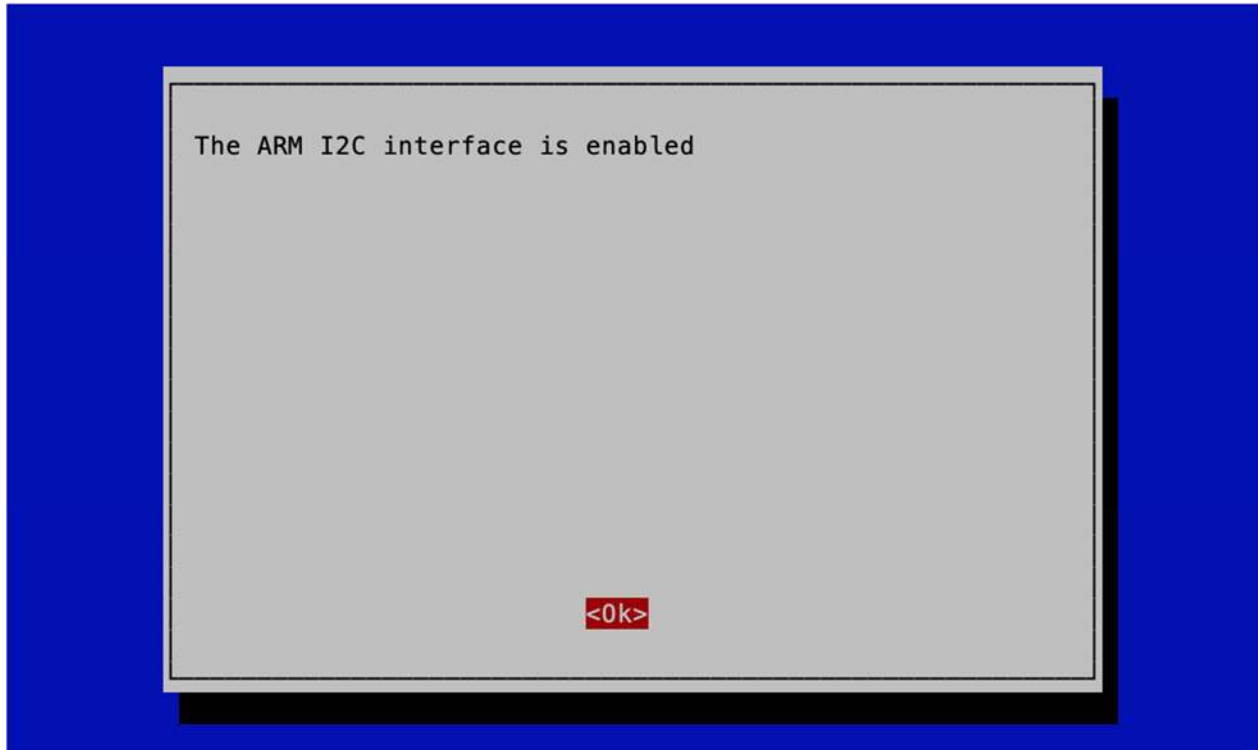 The ARM I2C interface is enabled
<Ok>